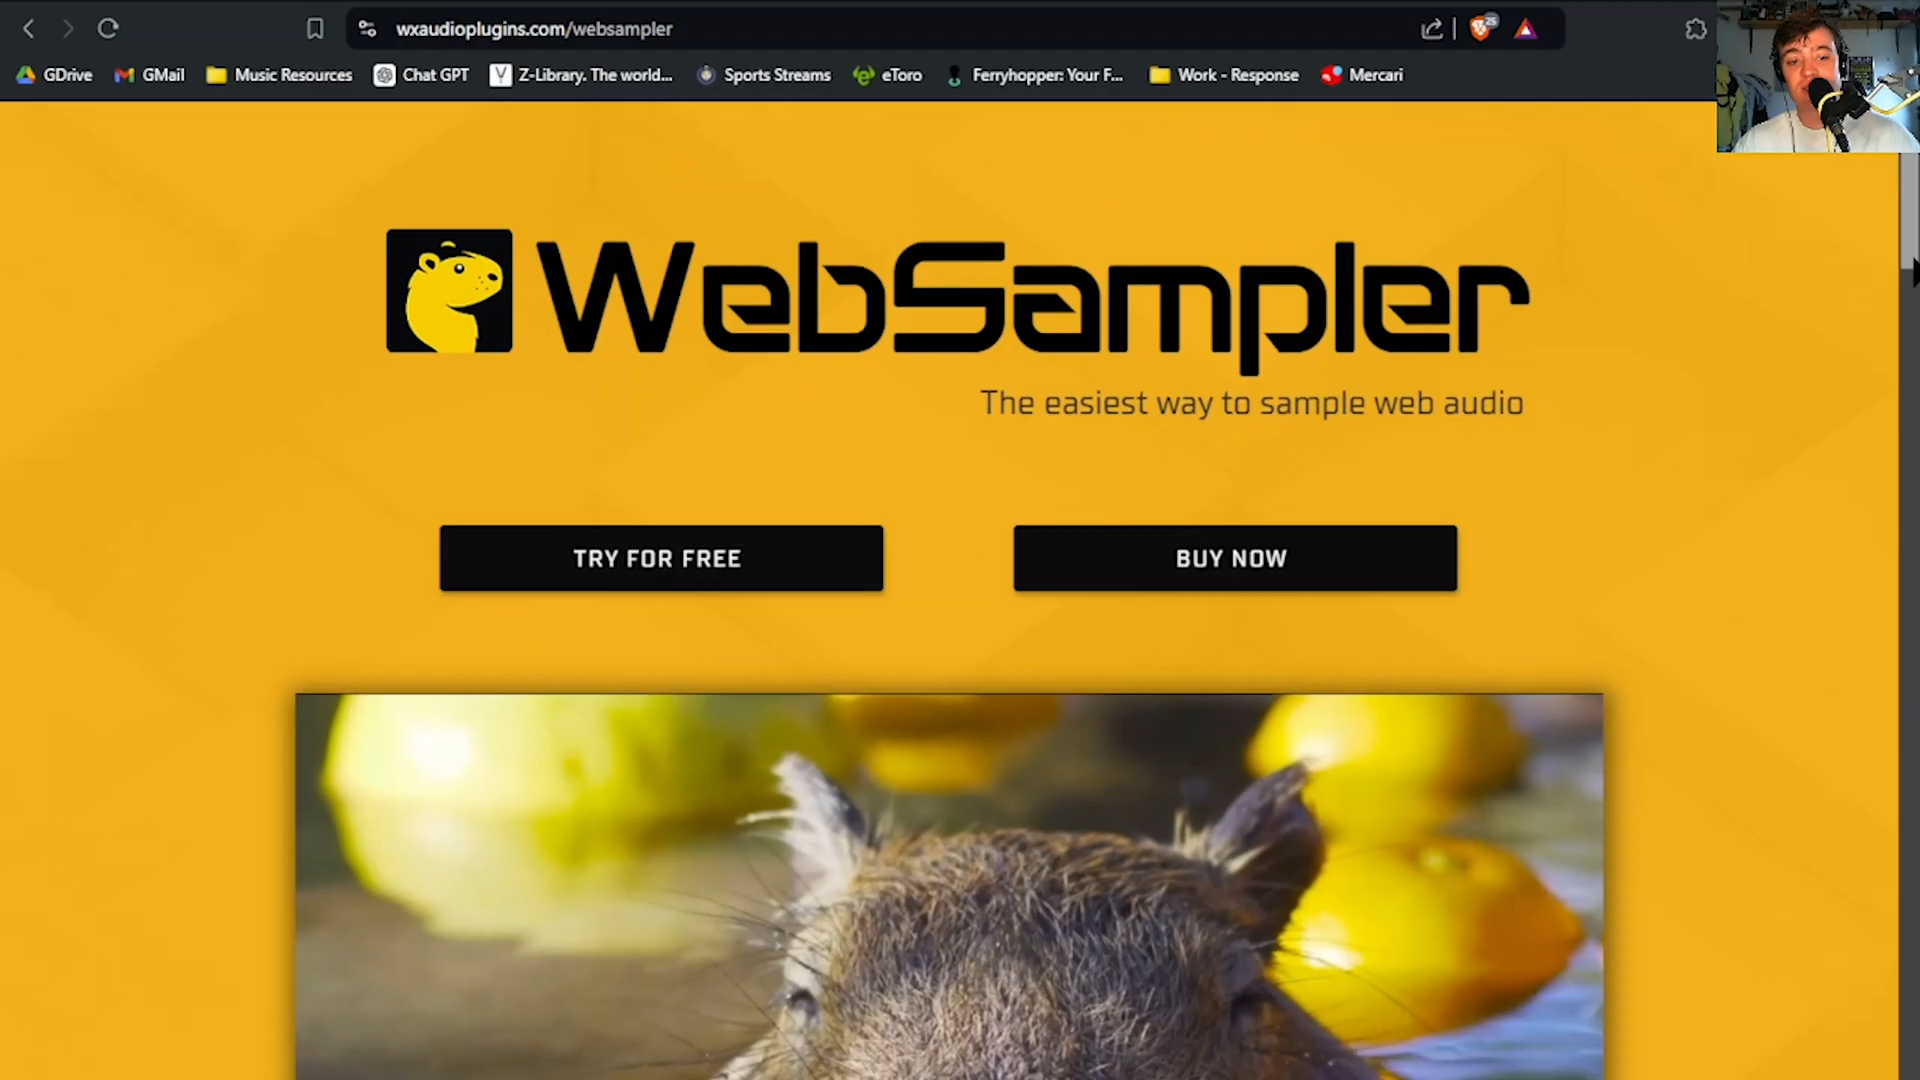 wxaudioplugins.com/websampler
25
GDrive GMail Music Resources Chat GPT Z-Library. The world... Sports Streams eToro Ferryhopper: Your F... Work - Response Mercari
WebSampler
The easiest way to sample web audio
TRY FOR FREE BUY NOW